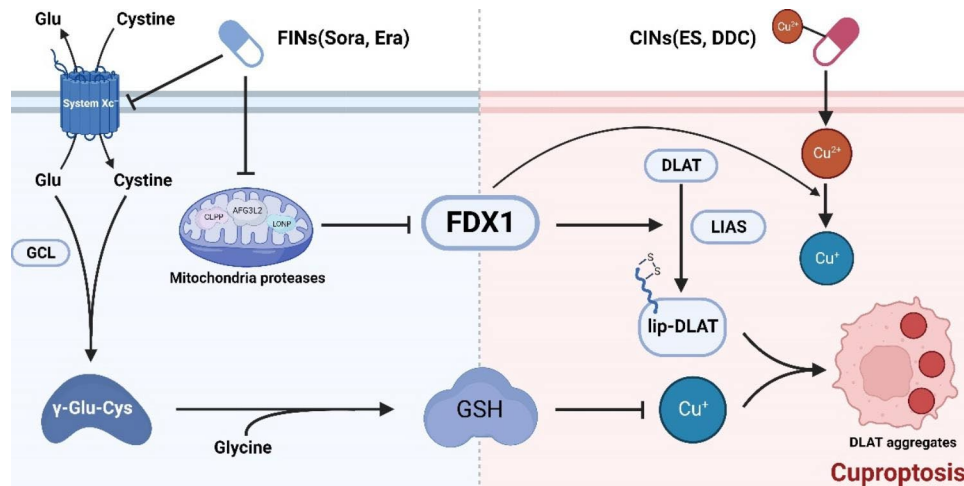 Glu
Cystine
FINs(Sora, Era)
CINs(ES, DDC)
Cu²⁺
System Xc⁻
Cu²⁺
DLAT
Glu
Cystine
CLPP
AFG3L2
LONP
FDX1
LIAS
GCL
Cu⁺
Mitochondria proteases
S
S
lip-DLAT
γ-Glu-Cys
GSH
Cu⁺
Glycine
DLAT aggregates
Cuproptosis